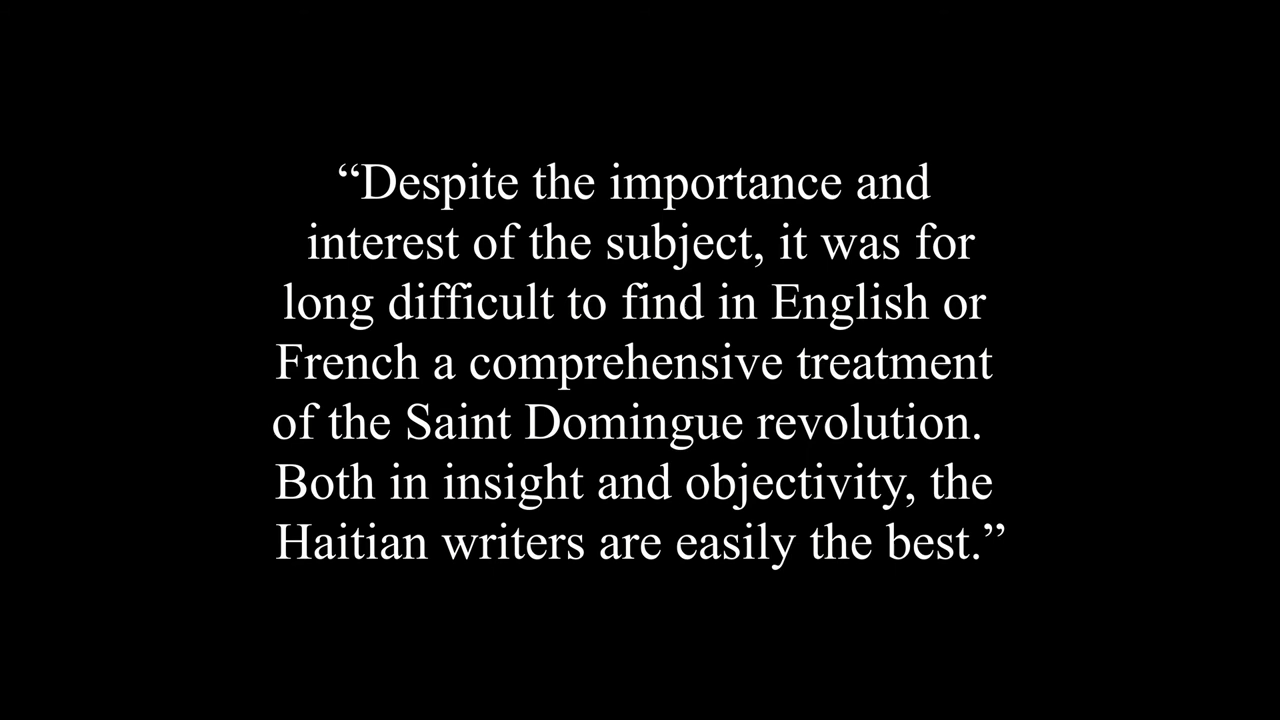 “Despite the importance and
interest of the subject, it was for
long difficult to find in English or
French a comprehensive treatment
of the Saint Domingue revolution.
Both in insight and objectivity, the
Haitian writers are easily the best.”